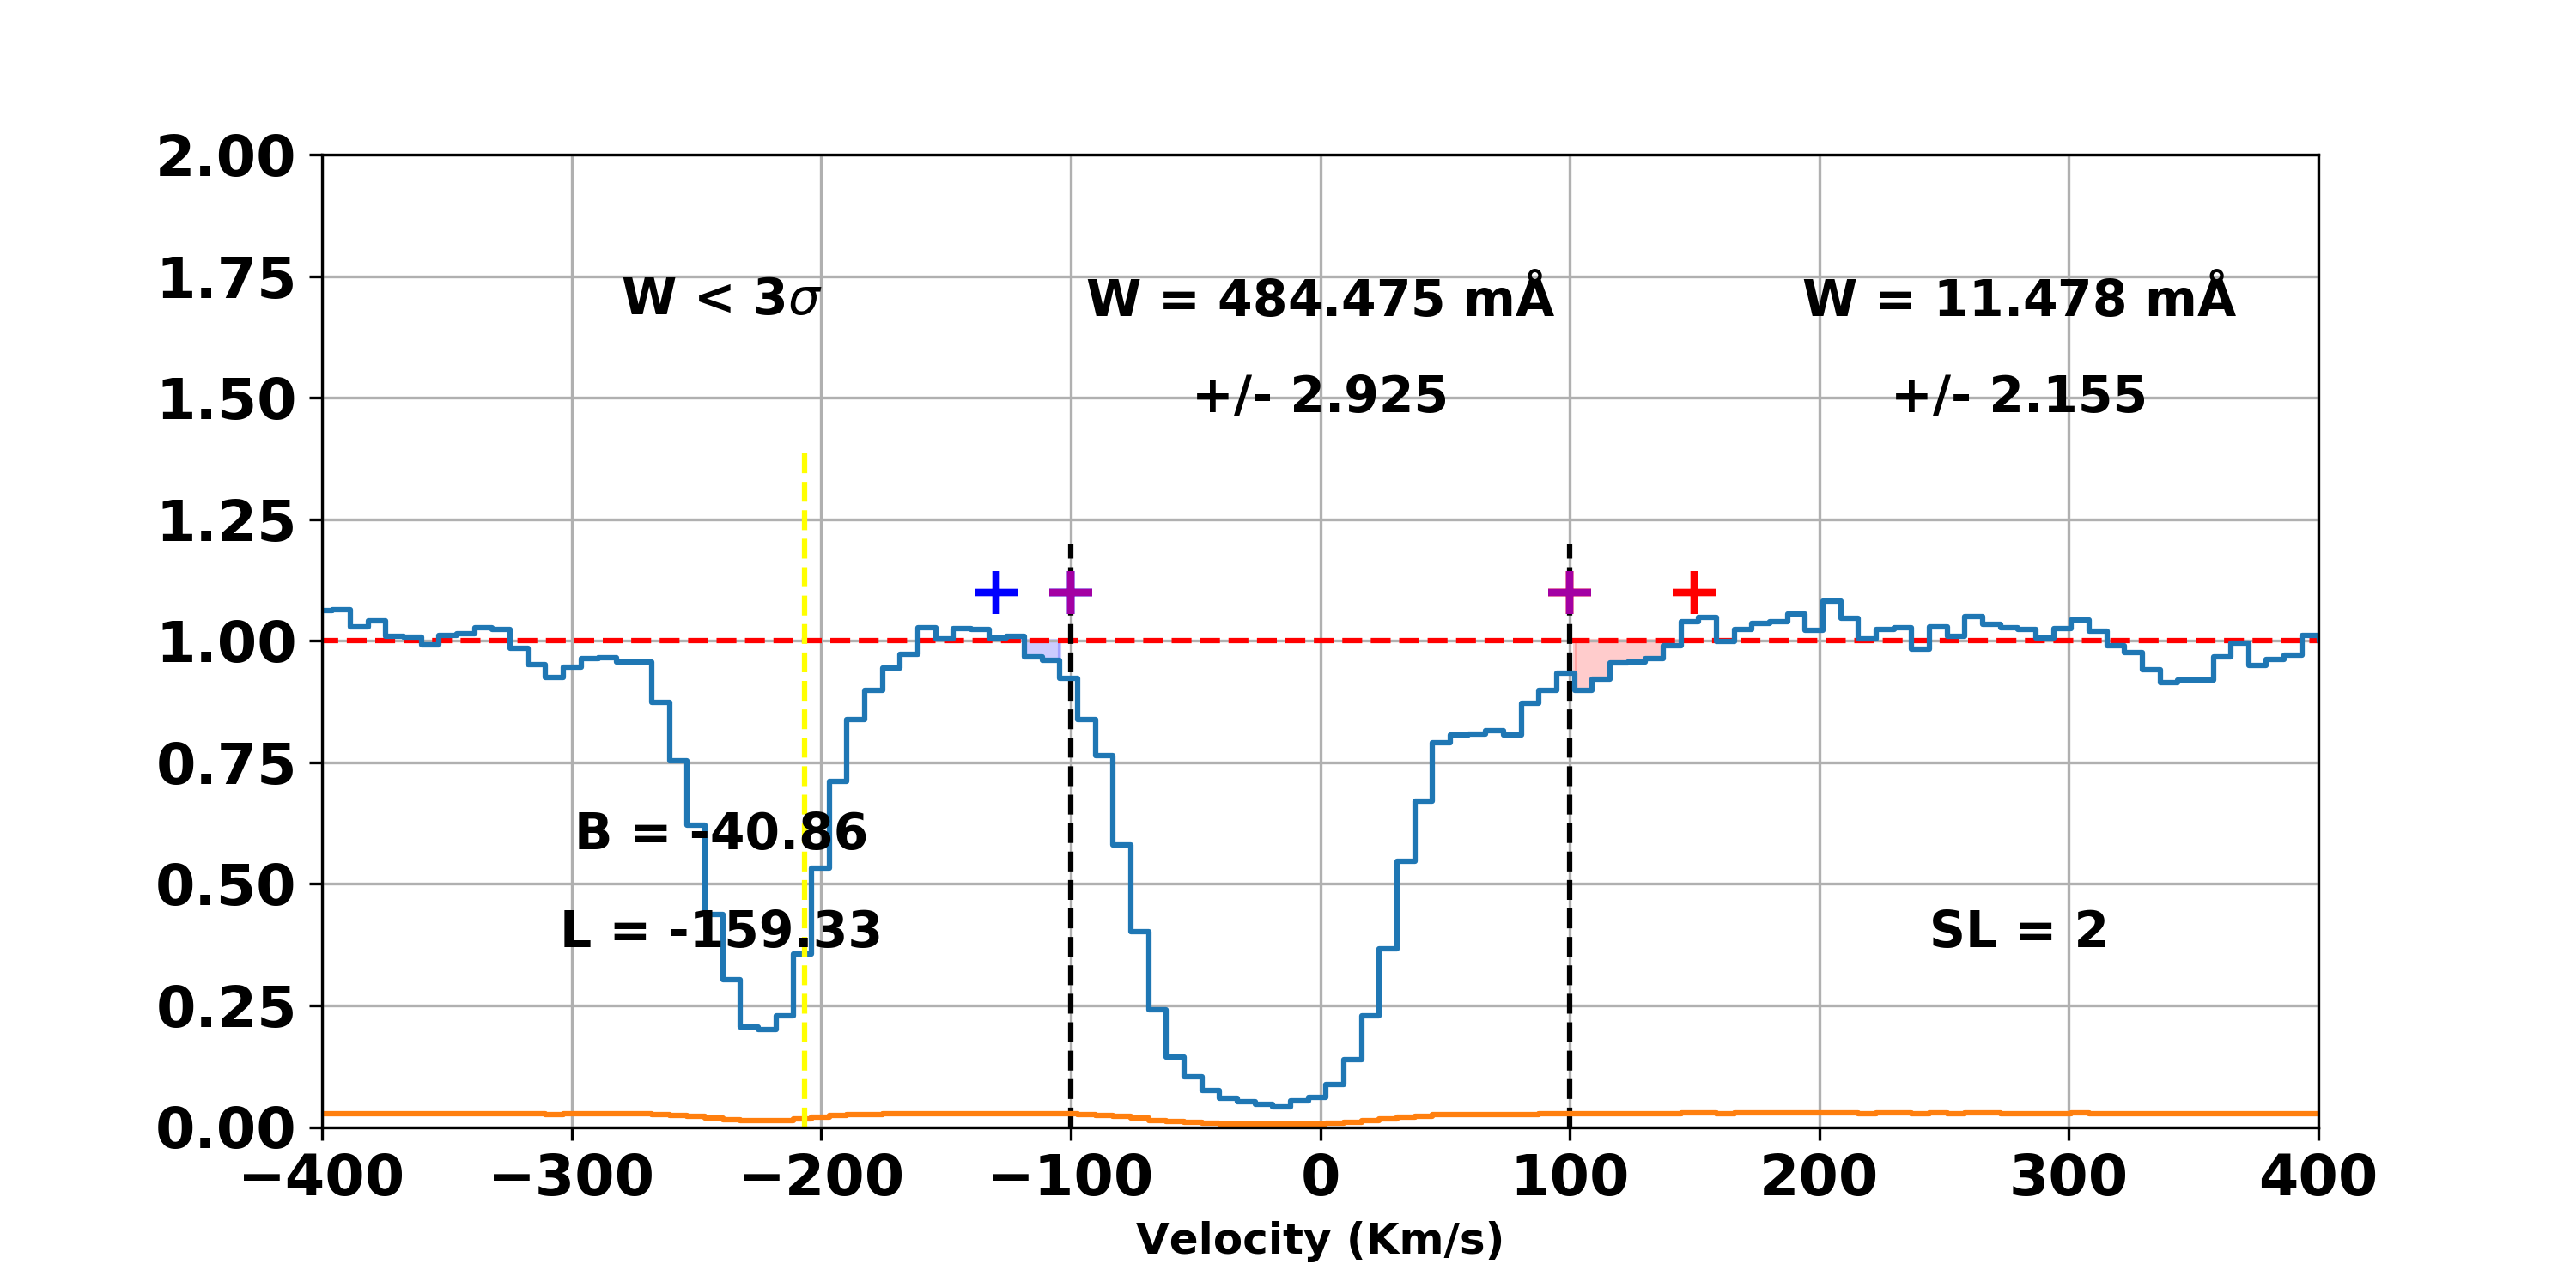 2.00
1.75
1.50
1.25
1.00
0.75
0.50
0.25
0.00
W < 3σ
W = 484.475 mÅ
+/- 2.925
W = 11.478 mÅ
+/- 2.155
B = -40.86
L = -159.33
SL = 2
−400 −300 −200 −100 0 100 200 300 400
Velocity (Km/s)